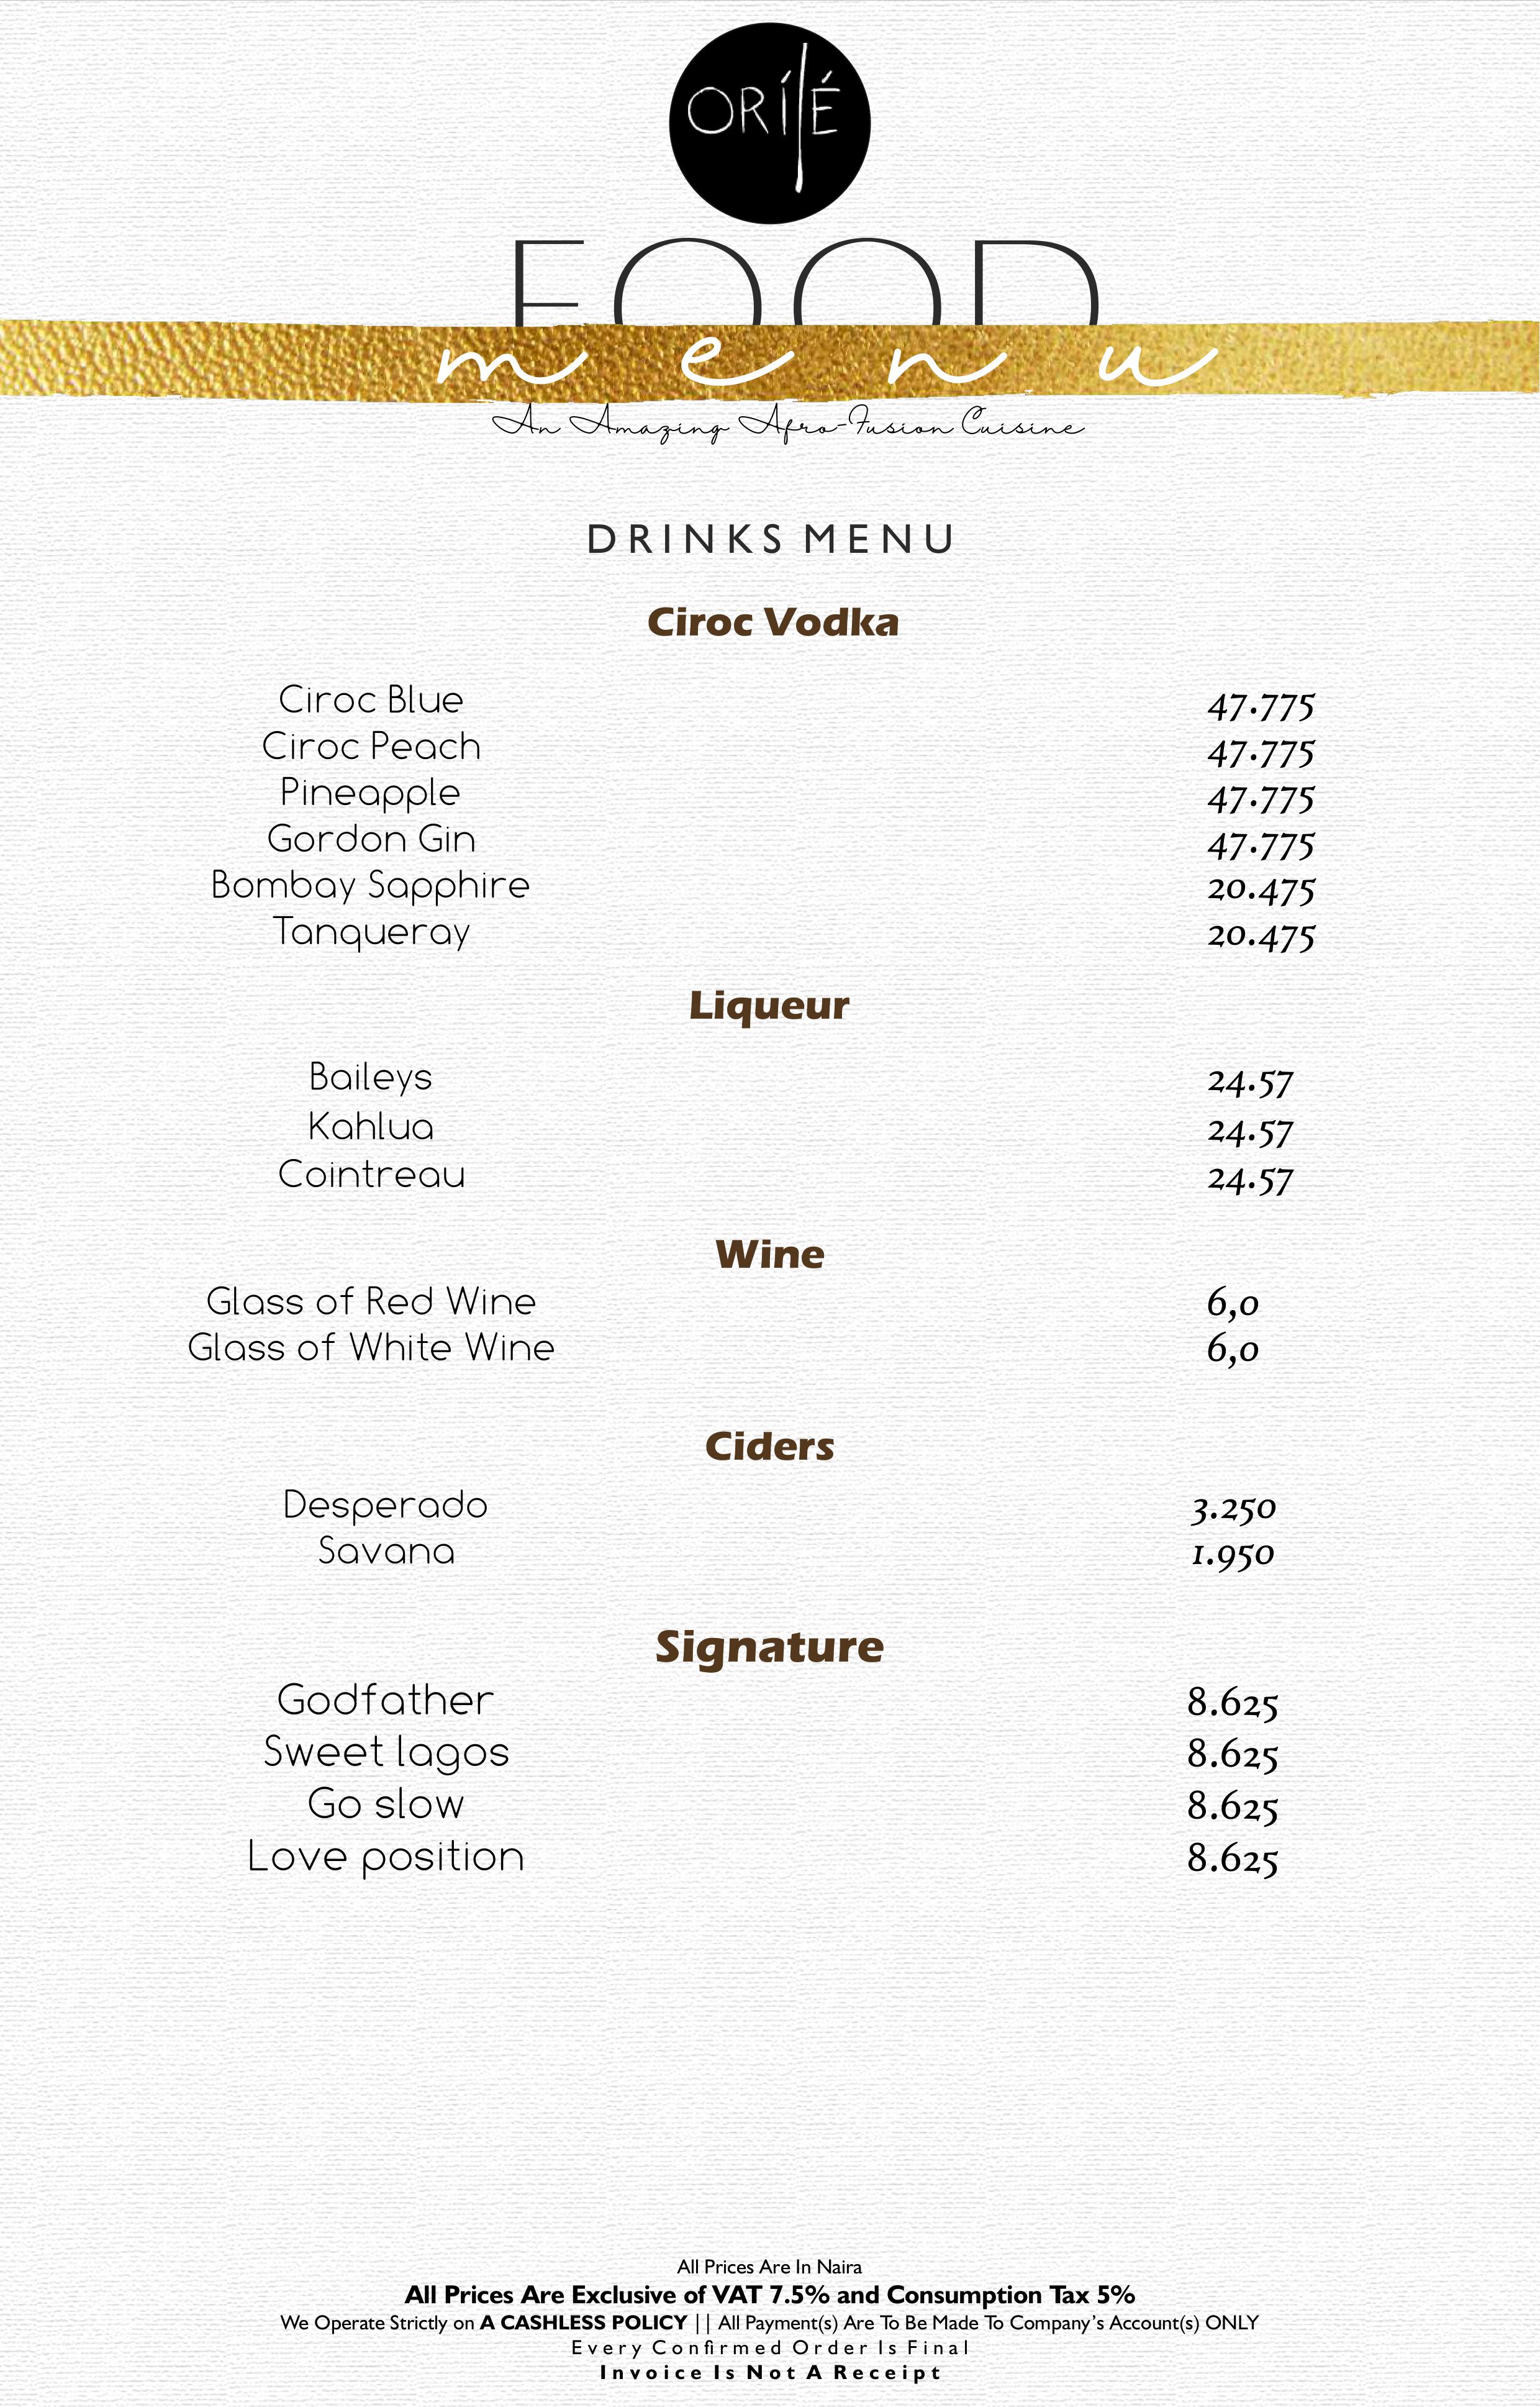 ORÍLÉ
FOOD
menu
An Amazing Afro-Fusion Cuisine
DRINKS MENU
Ciroc Vodka
Ciroc Blue 47.775
Ciroc Peach 47.775
Pineapple 47.775
Gordon Gin 47.775
Bombay Sapphire 20.475
Tanqueray 20.475
Liqueur
Baileys 24.57
Kahlua 24.57
Cointreau 24.57
Wine
Glass of Red Wine 6,0
Glass of White Wine 6,0
Ciders
Desperado 3.250
Savana 1.950
Signature
Godfather 8.625
Sweet lagos 8.625
Go slow 8.625
Love position 8.625
All Prices Are In Naira
All Prices Are Exclusive of VAT 7.5% and Consumption Tax 5%
We Operate Strictly on A CASHLESS POLICY || All Payment(s) Are To Be Made To Company's Account(s) ONLY
Every Confirmed Order Is Final
Invoice Is Not A Receipt